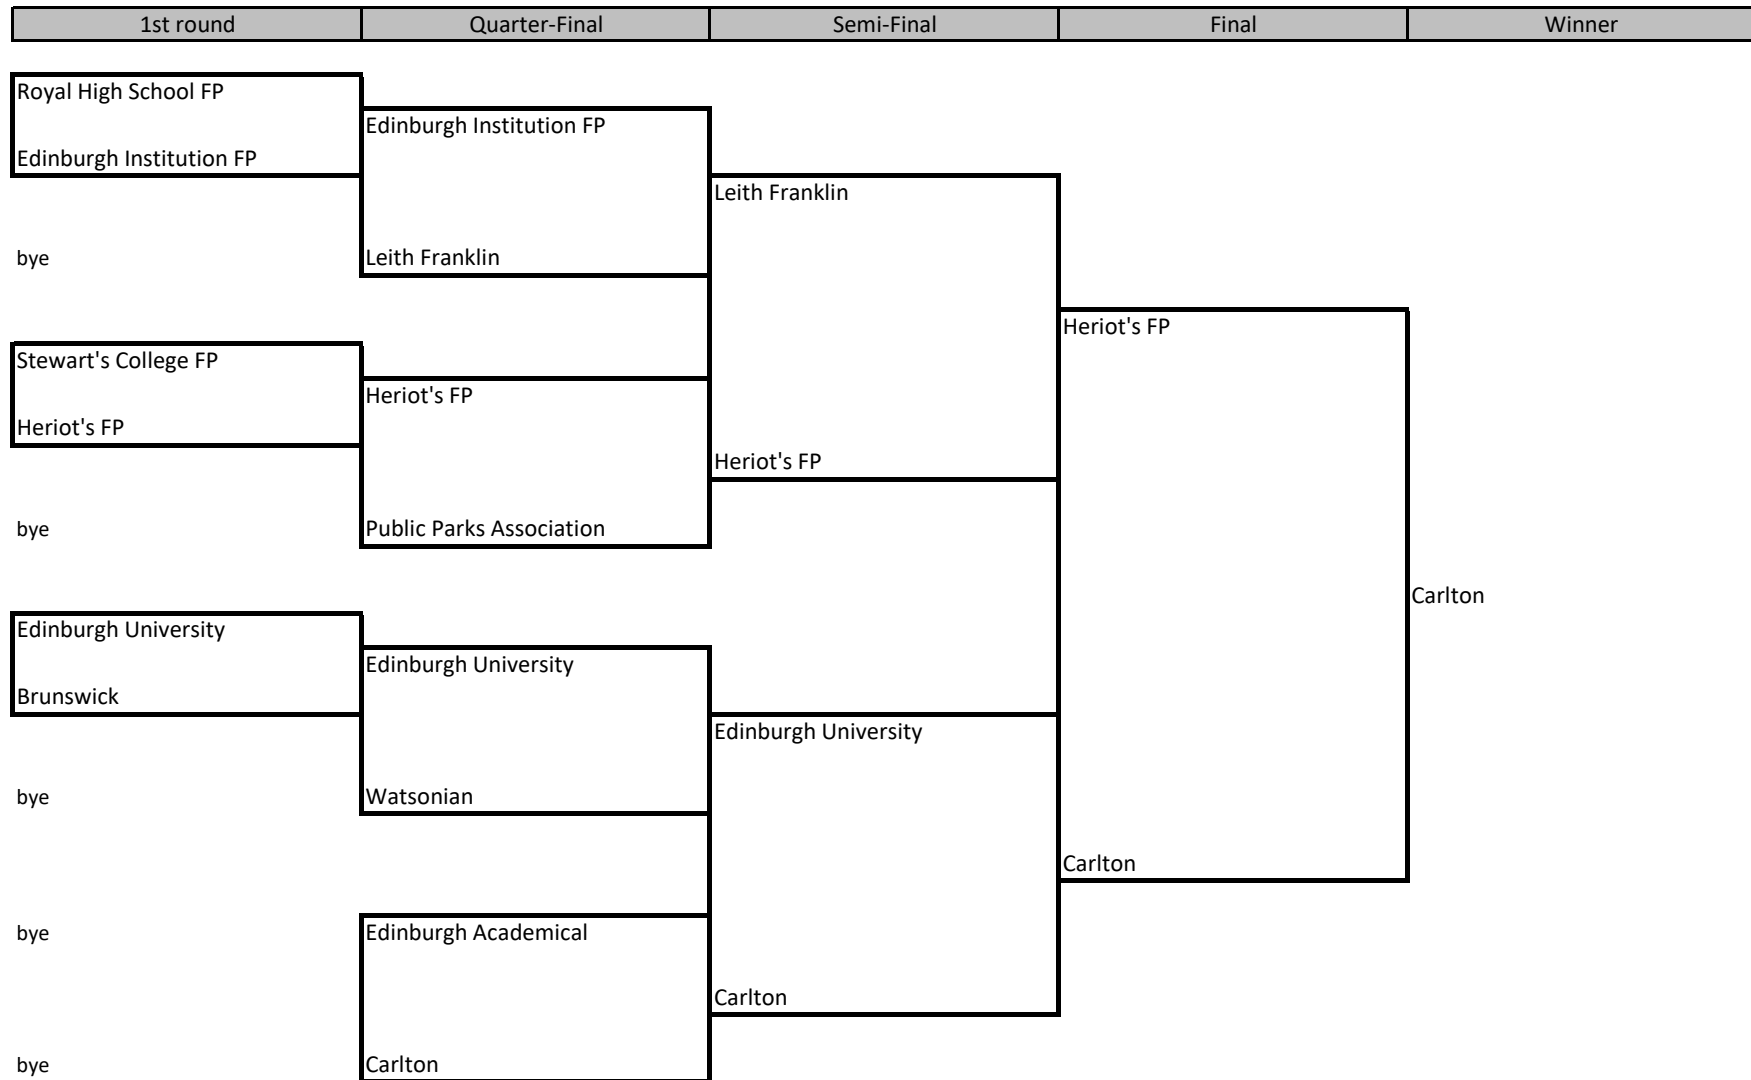 1st round Quarter-Final Semi-Final Final Winner
Royal High School FP
Edinburgh Institution FP
Edinburgh Institution FP
Leith Franklin
bye Leith Franklin
Heriot's FP
Stewart's College FP
Heriot's FP
Heriot's FP
Heriot's FP
bye Public Parks Association
Carlton
Edinburgh University
Edinburgh University
Brunswick
Edinburgh University
bye Watsonian
Carlton
bye Edinburgh Academical
Carlton
bye Carlton